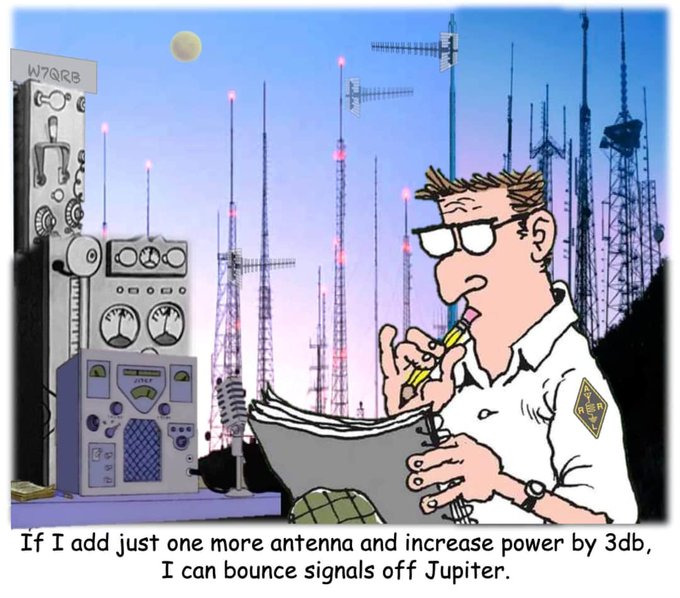 W7QRB
A
R R
L
If I add just one more antenna and increase power by 3db,
I can bounce signals off Jupiter.